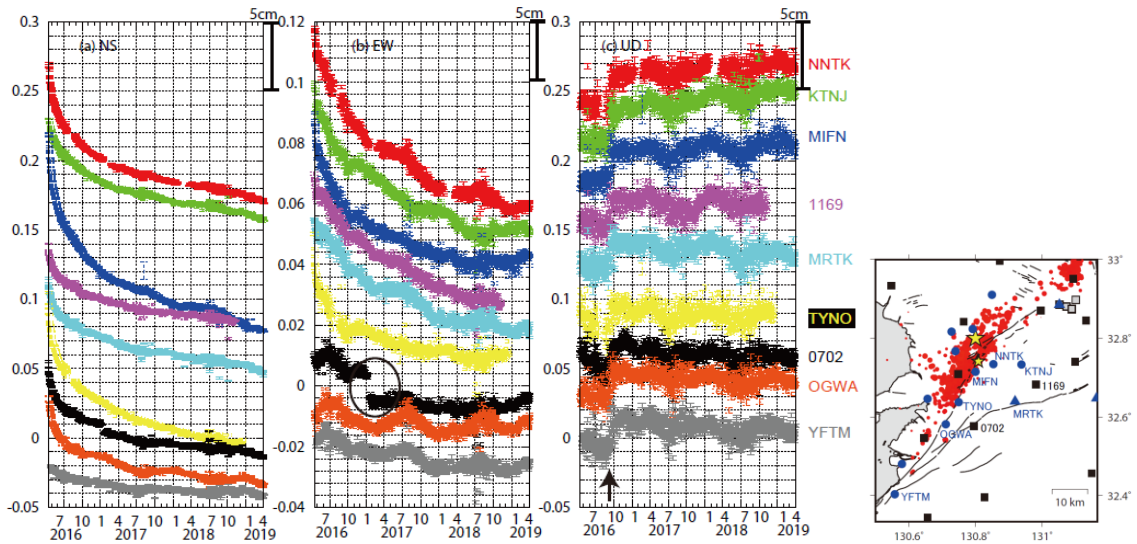 5cm
5cm
5cm
(a) NS
(b) EW
(c) UD
0.3
0.25
0.2
0.15
0.1
0.05
0
-0.05
0.12
0.1
0.08
0.06
0.04
0.02
0
-0.02
-0.04
0.3
0.25
0.2
0.15
0.1
0.05
0
-0.05
7 10 1 4 7 10 1 4 7 10 1 4
2016 2017 2018 2019
7 10 1 4 7 10 1 4 7 10 1 4
2016 2017 2018 2019
7 10 1 4 7 10 1 4 7 10 1 4
2016 2017 2018 2019
NNTK
KTNJ
MIFN
1169
MRTK
TYNO
0702
OGWA
YFTM
NNTK
KTNJ
MIFN
1169
TYNO
MRTK
OGWA
0702
YFTM
10 km
33°
32.8°
32.6°
32.4°
130.6°
130.8°
131°